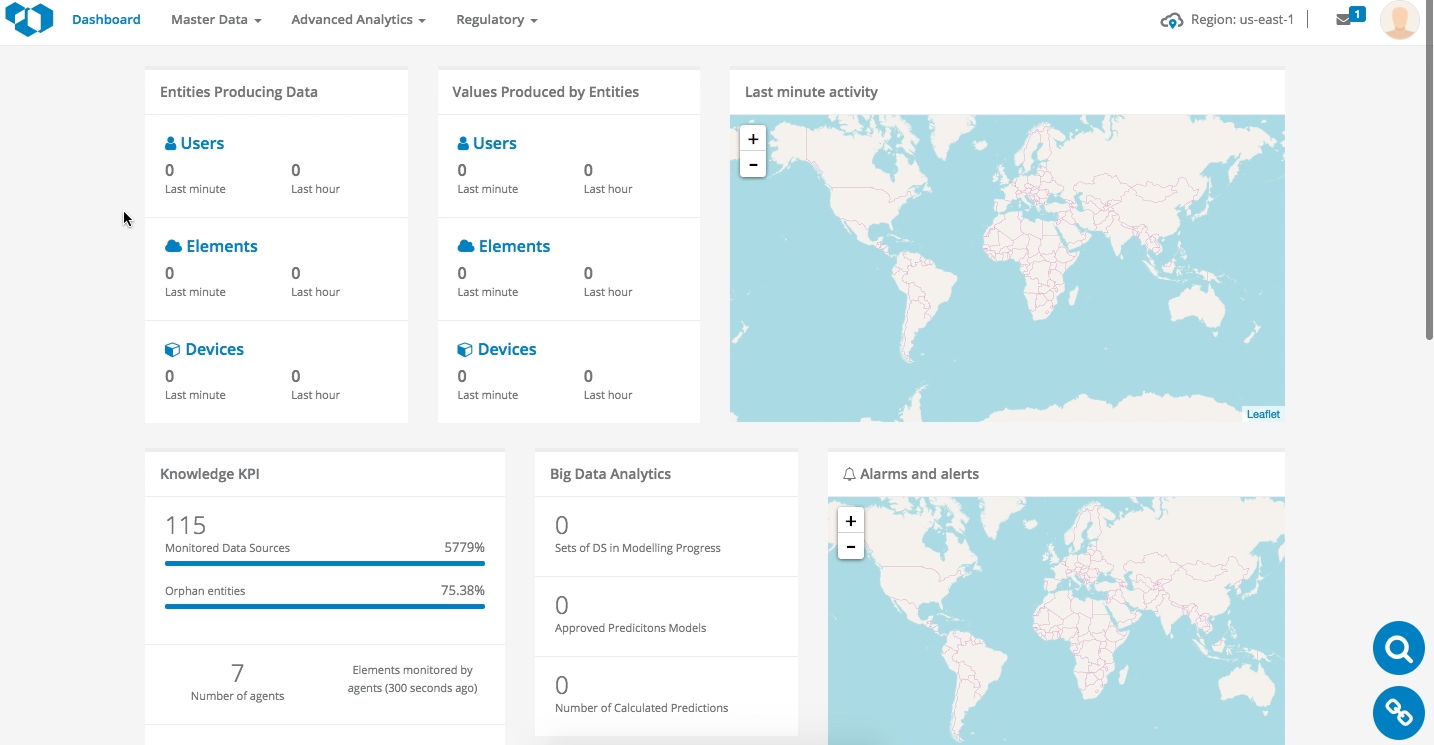 Dashboard Master Data Advanced Analytics Regulatory Region: us-east-1 1
Entities Producing Data
Users
0 0
Last minute Last hour
Elements
0 0
Last minute Last hour
Devices
0 0
Last minute Last hour
Values Produced by Entities
Users
0 0
Last minute Last hour
Elements
0 0
Last minute Last hour
Devices
0 0
Last minute Last hour
Last minute activity
+
−
Leaflet
Knowledge KPI
115
Monitored Data Sources 5779%
Orphan entities 75.38%
7
Number of agents
Elements monitored by
agents (300 seconds ago)
Big Data Analytics
0
Sets of DS in Modelling Progress
0
Approved Predicitons Models
0
Number of Calculated Predictions
Alarms and alerts
+
−